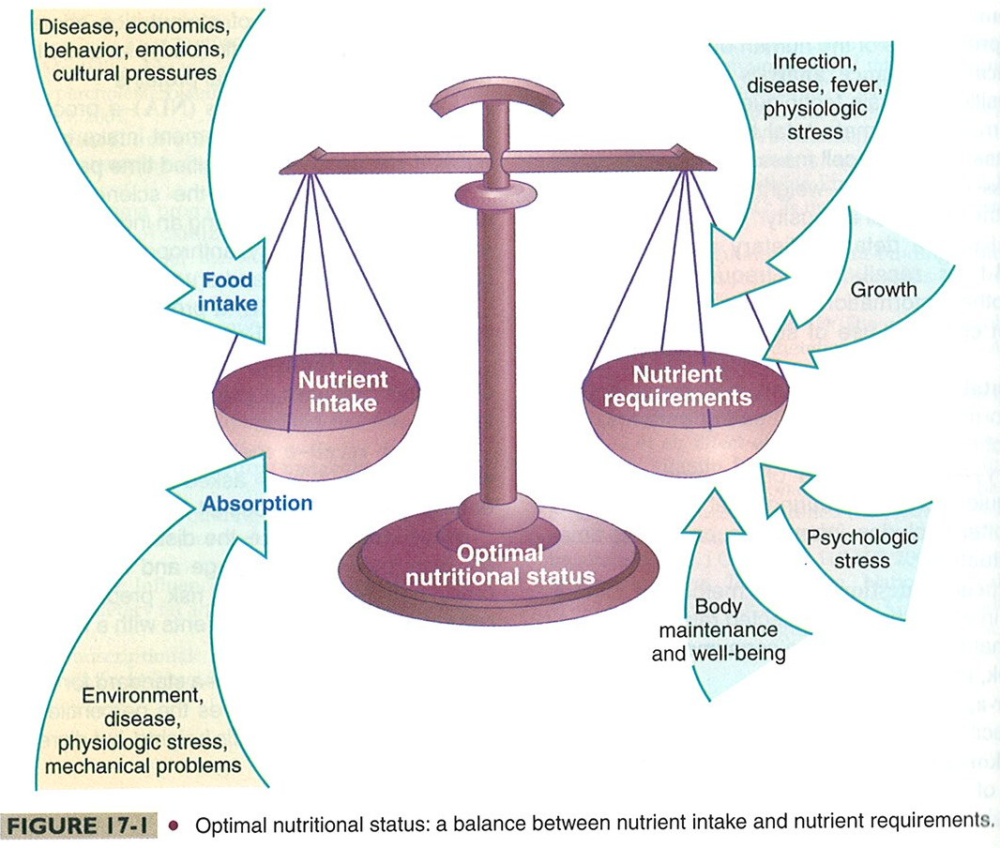 Disease, economics,
behavior, emotions,
cultural pressures
Infection,
disease, fever,
physiologic
stress
Food
intake
Growth
Nutrient
intake
Nutrient
requirements
Absorption
Optimal
nutritional status
Psychologic
stress
Body
maintenance
and well-being
Environment,
disease,
physiologic stress,
mechanical problems
FIGURE 17-1 • Optimal nutritional status: a balance between nutrient intake and nutrient requirements.